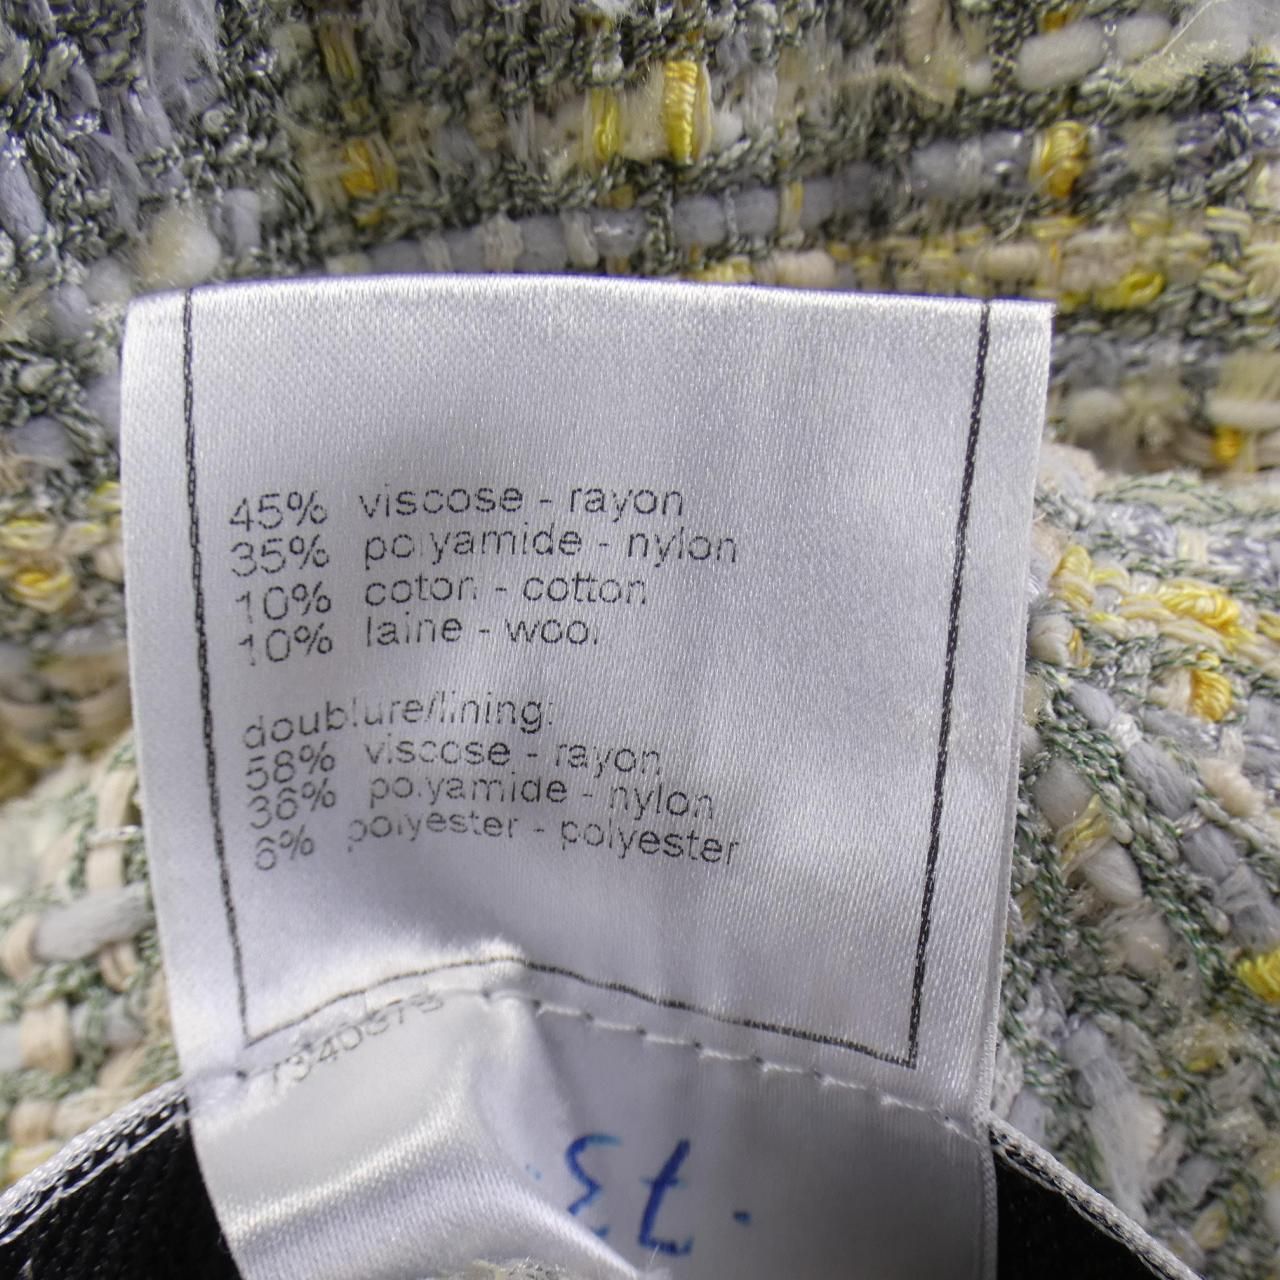 45% viscose - rayon
35% polyamide - nylon
10% coton - cotton
10% laine - wool
doublure/lining:
58% viscose - rayon
36% polyamide - nylon
6% polyester - polyester